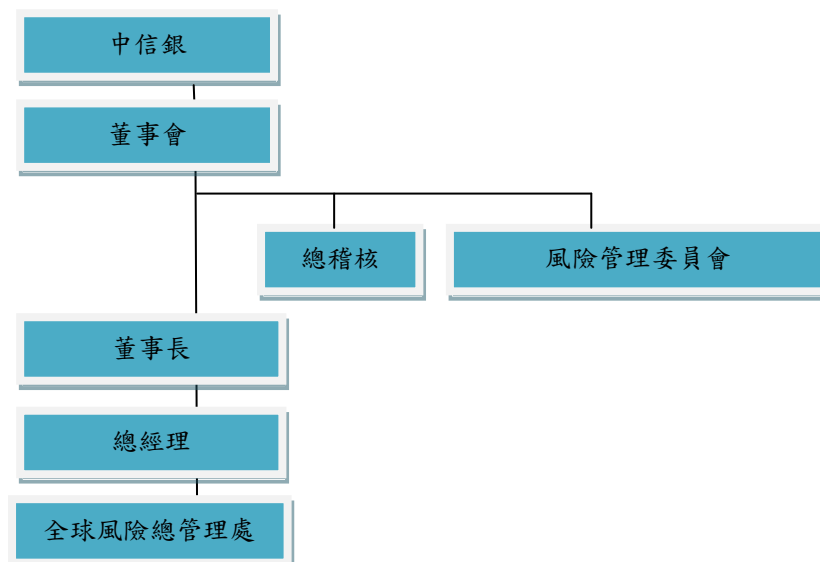 中信銀
董事會
總稽核
風險管理委員會
董事長
總經理
全球風險總管理處